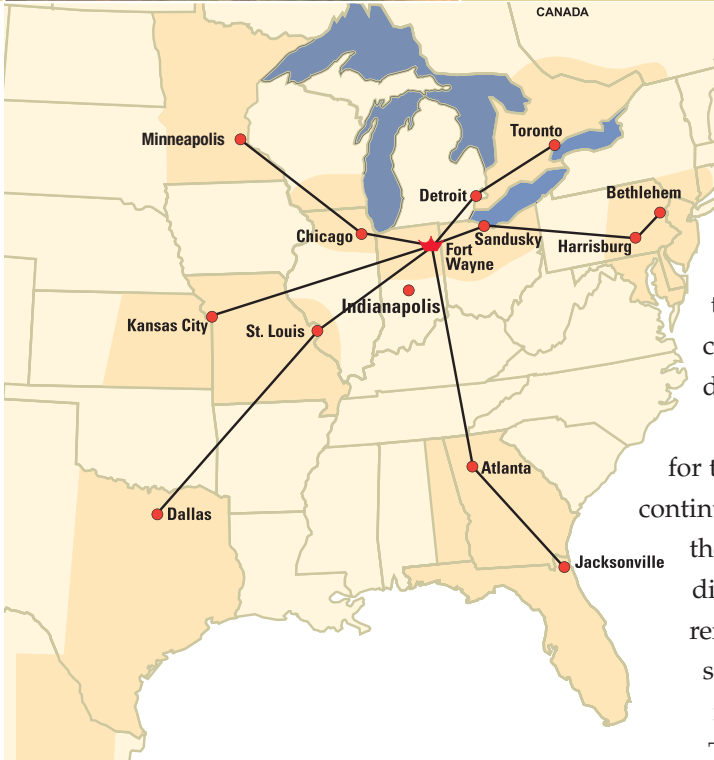 CANADA
Toronto
Minneapolis
Bethlehem
Detroit
Chicago
Sandusky
Harrisburg
Fort
Wayne
Indianapolis
Kansas City
St. Louis
for t
continu
Atlanta
Dallas
th
Jacksonville
di